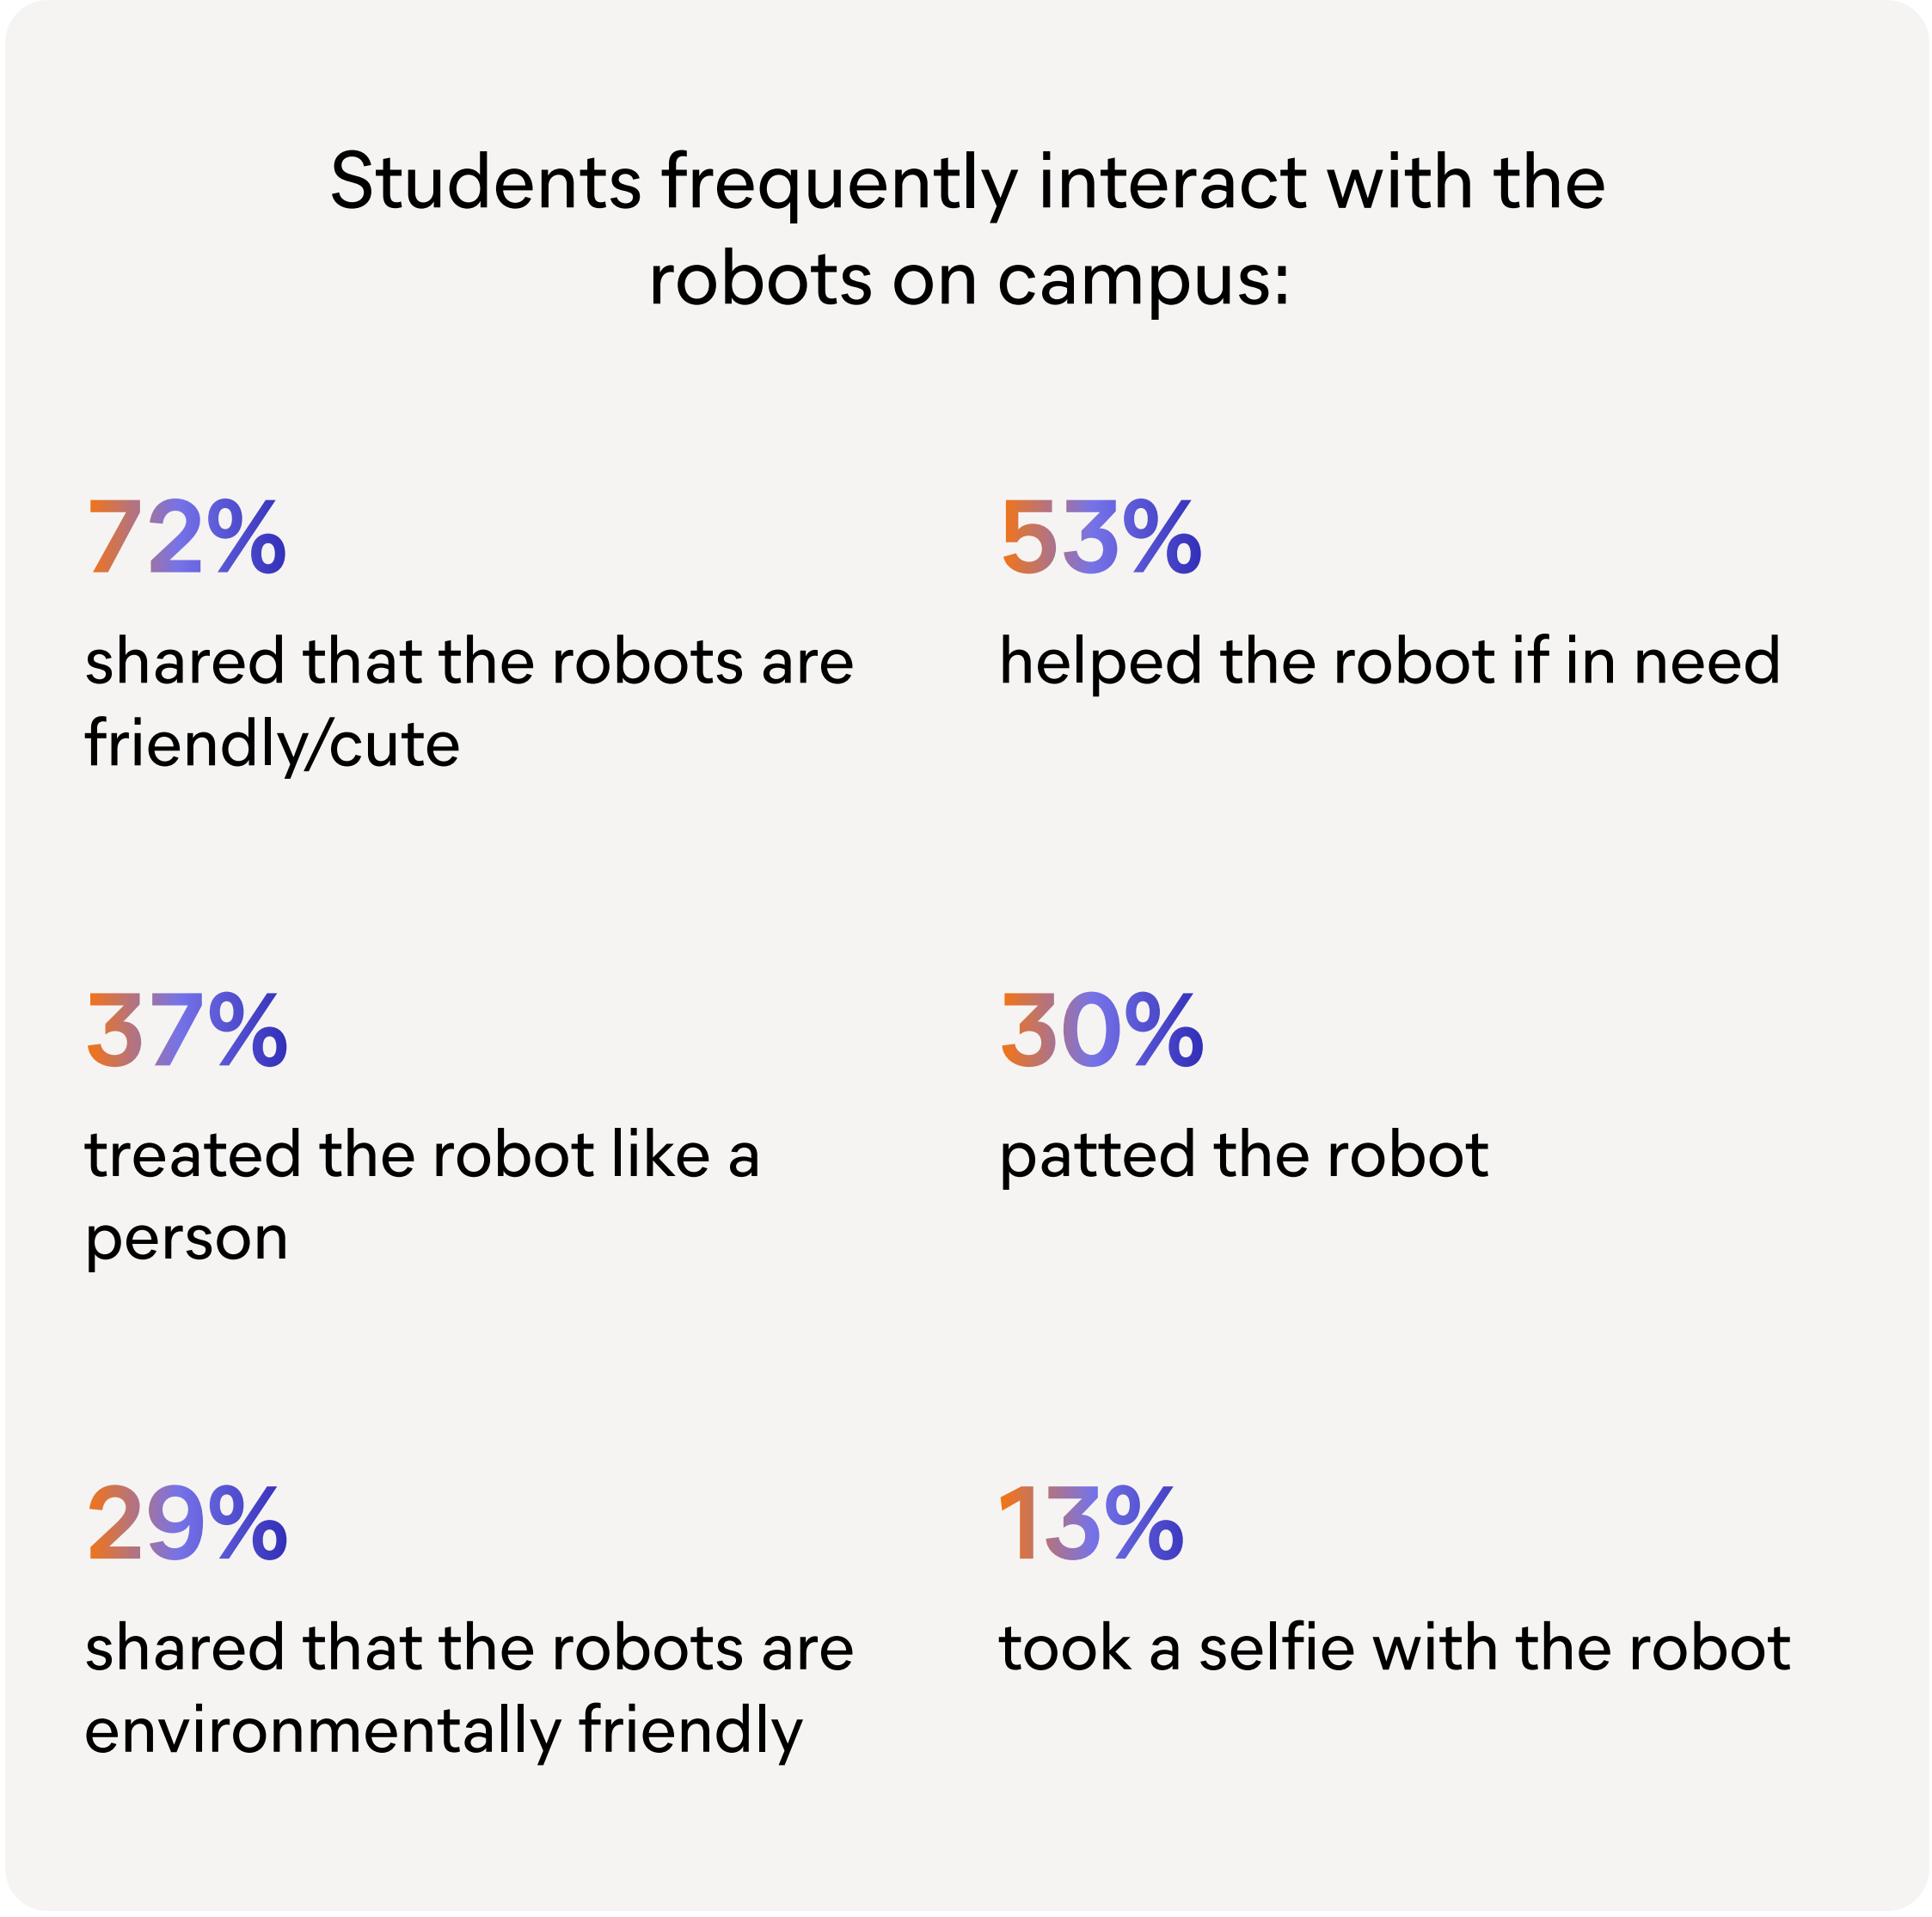 Students frequently interact with the
robots on campus:
72%
shared that the robots are
friendly/cute
53%
helped the robot if in need
37%
treated the robot like a
person
30%
patted the robot
29%
shared that the robots are
environmentally friendly
13%
took a selfie with the robot